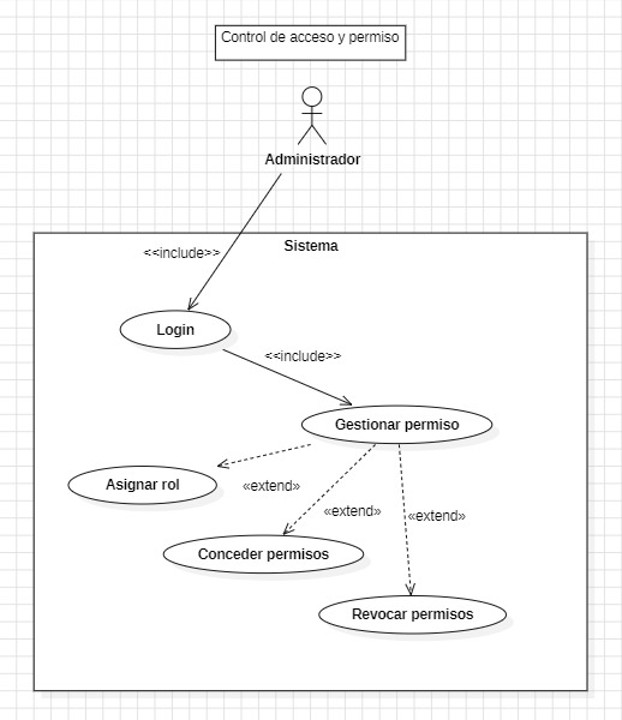 Control de acceso y permiso
Administrador
Sistema
<<include>>
Login
<<include>>
Gestionar permiso
Asignar rol
«extend»
«extend»
«extend»
Conceder permisos
Revocar permisos